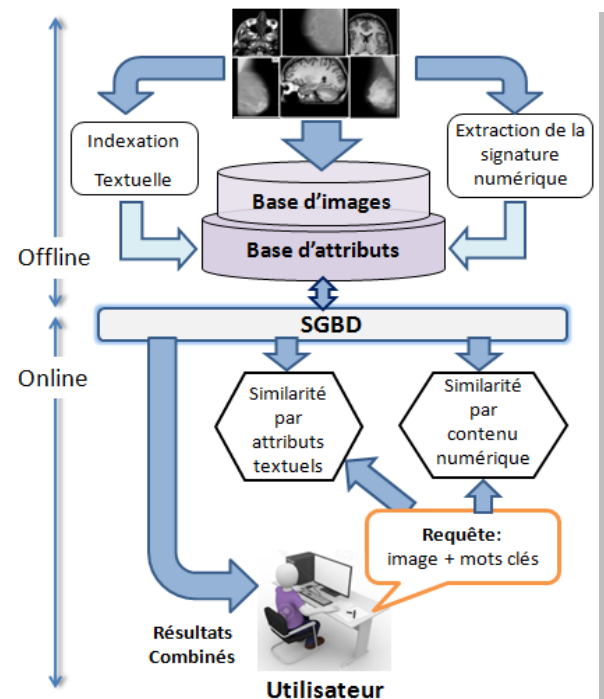 Indexation
Textuelle
Extraction de la
signature
numérique
Base d'images
Base d'attributs
Offline
SGBD
Online
Similarité
par
attributs
textuels
Similarité
par
contenu
numérique
Requête:
image + mots clés
Résultats
Combinés
Utilisateur